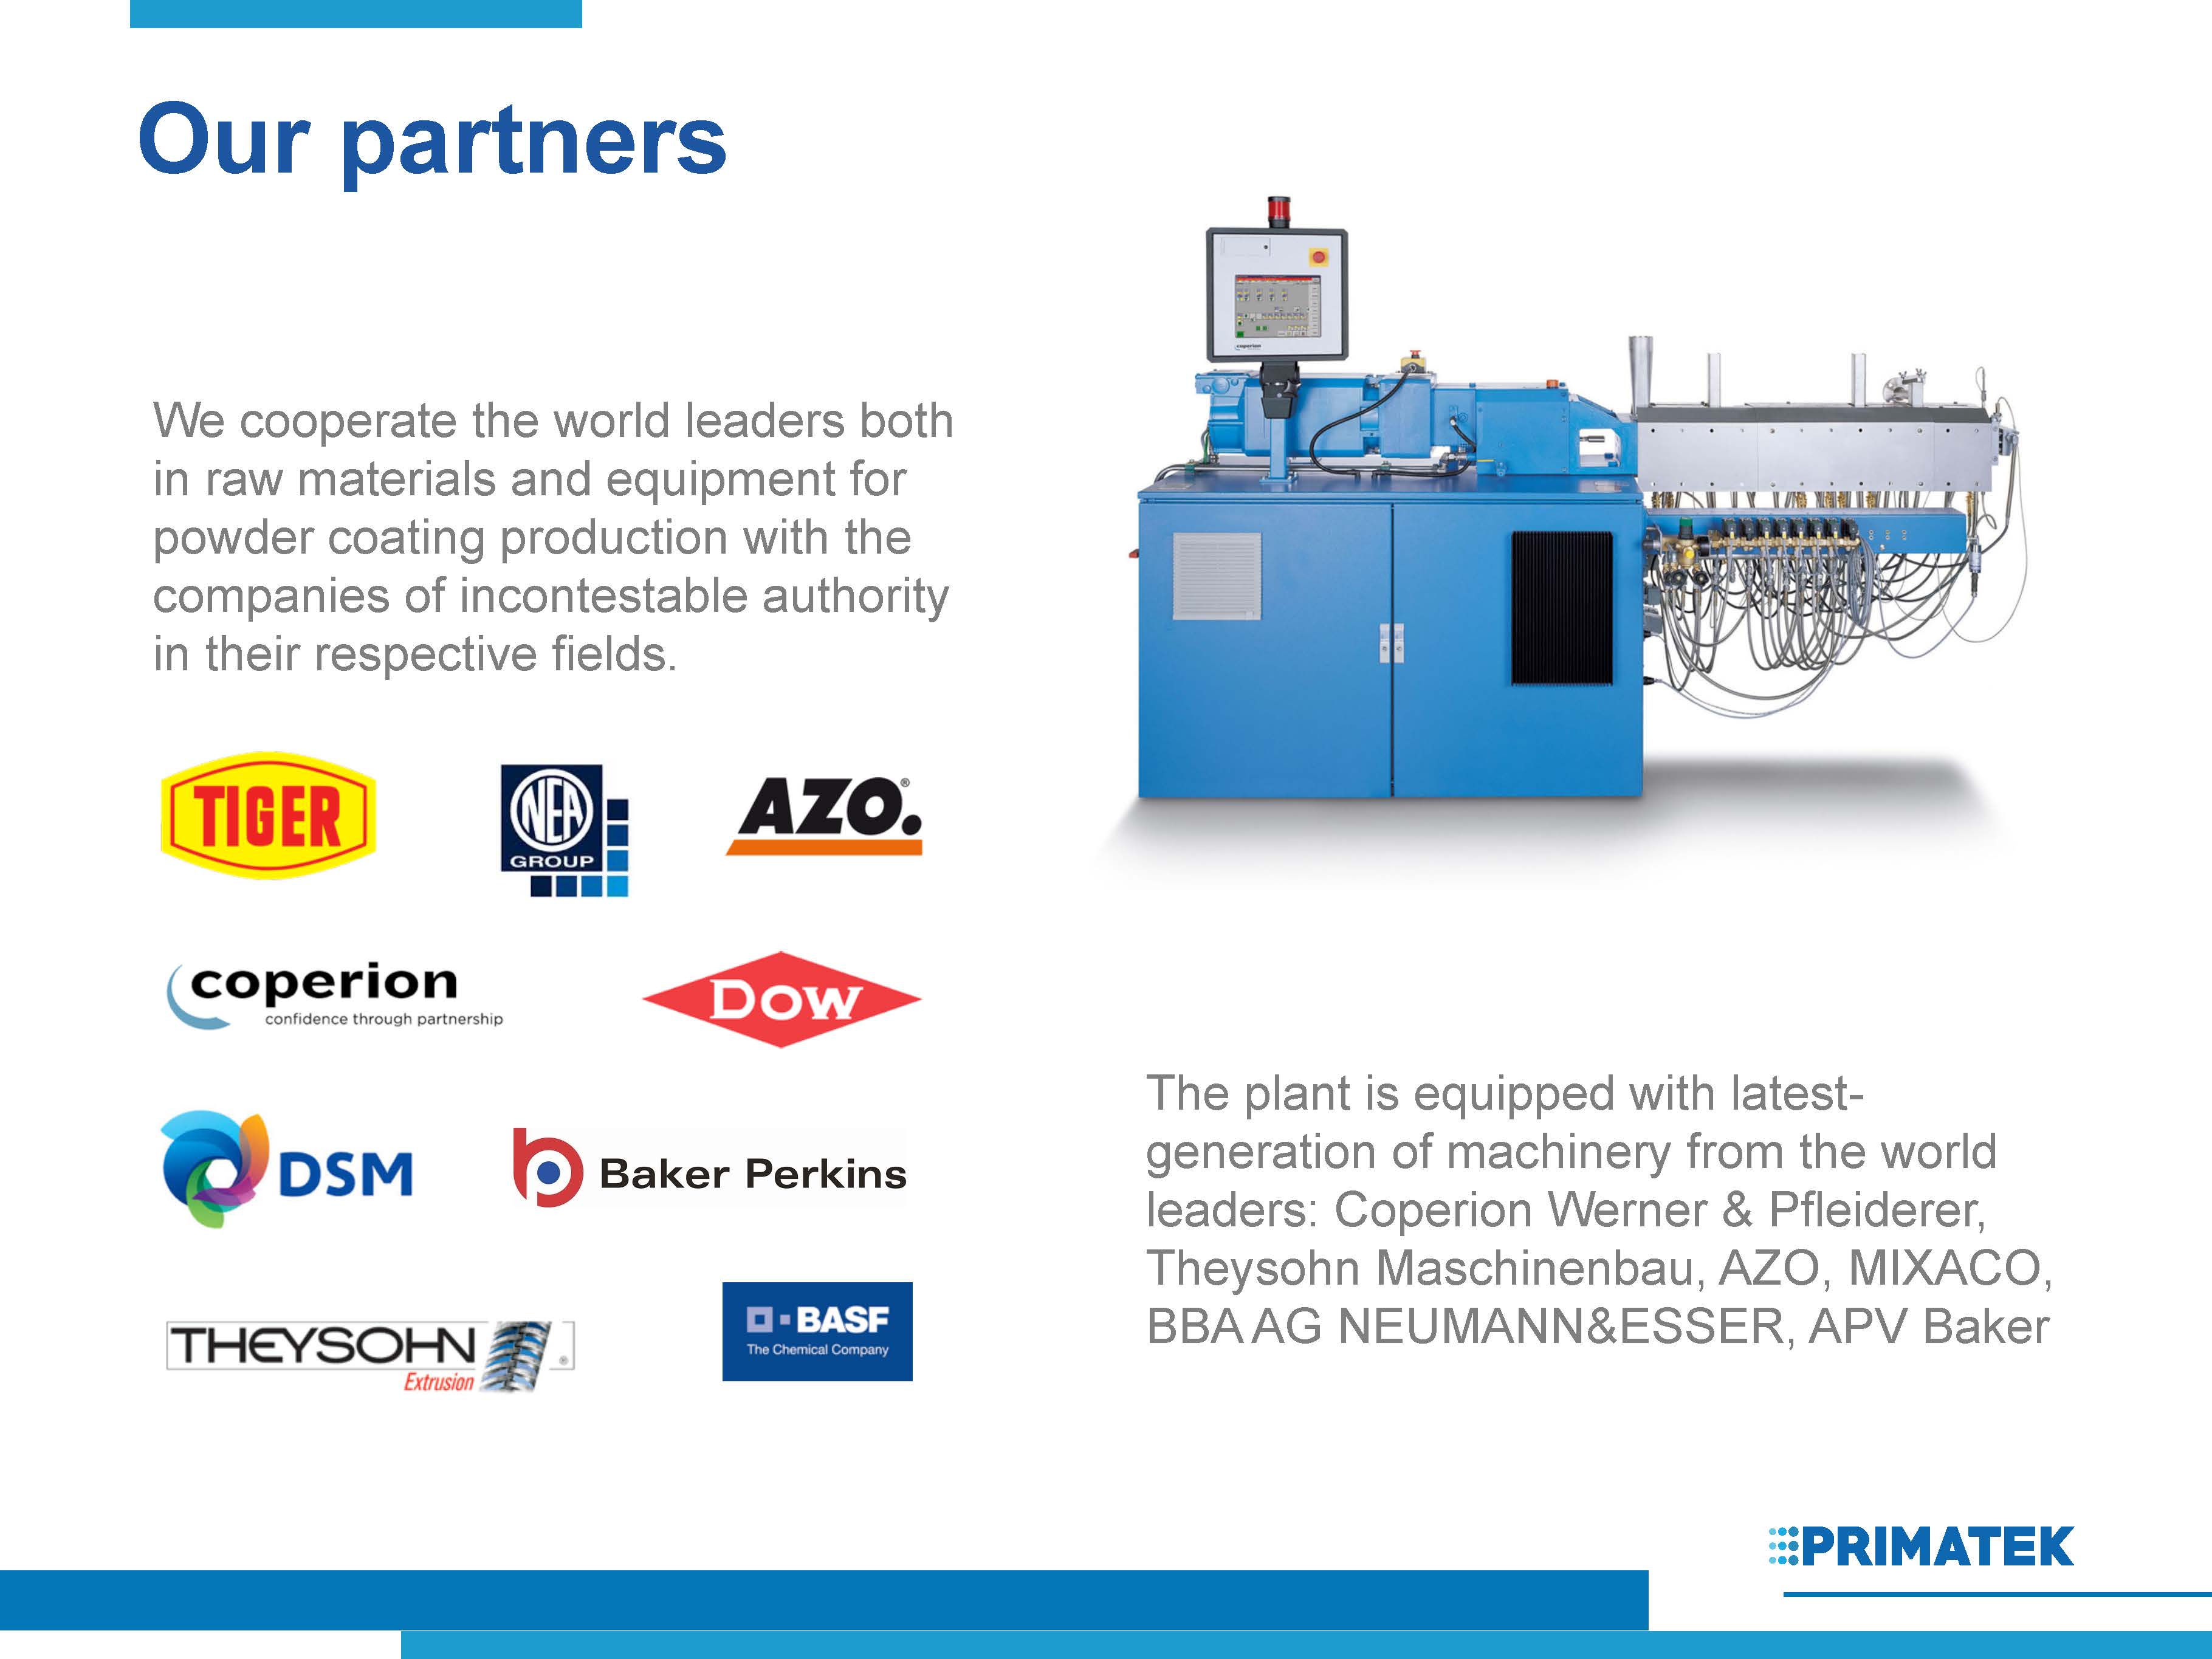 Our partners
We cooperate the world leaders both
in raw materials and equipment for
powder coating production with the
companies of incontestable authority
in their respective fields.
TIGER
NEA
GROUP
AZO.®
coperion
confidence through partnership
DOW
DSM
Baker Perkins
THEYSOHN ®
Extrusion
BASF
The Chemical Company
coperion
The plant is equipped with latest-
generation of machinery from the world
leaders: Coperion Werner & Pfleiderer,
Theysohn Maschinenbau, AZO, MIXACO,
BBA AG NEUMANN&ESSER, APV Baker
PRIMATEK